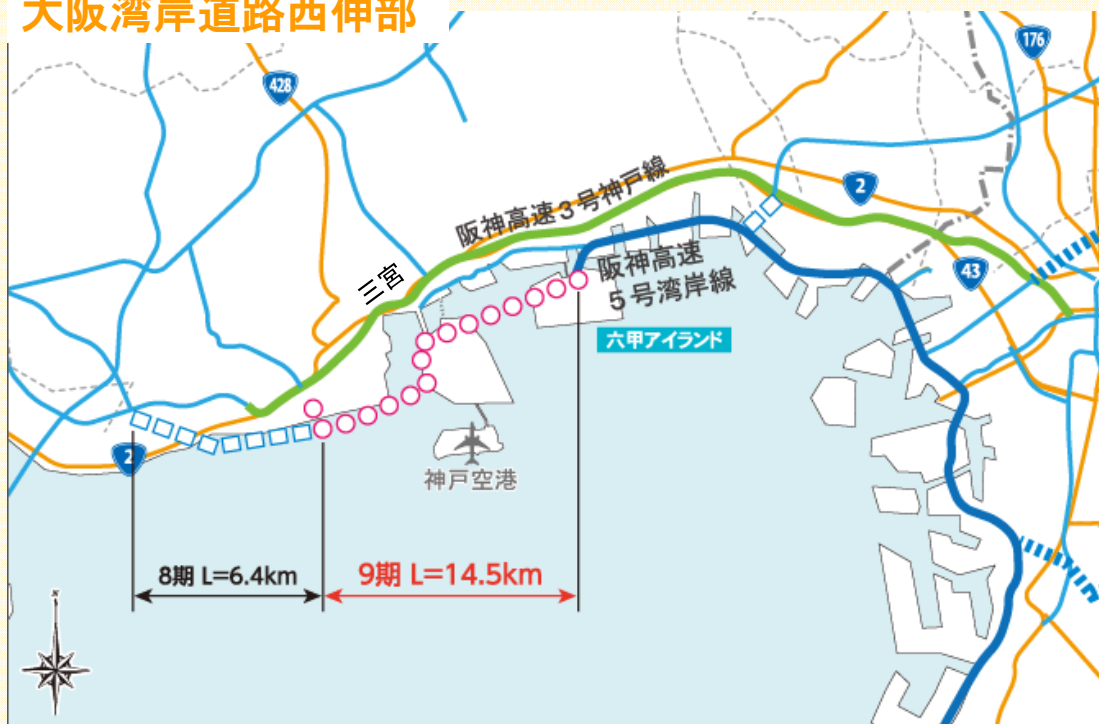 大阪湾岸道路西伸部
176
428
2
阪神高速3号神戸線
43
三宮
阪神高速
5号湾岸線
六甲アイランド
2
神戸空港
8期 L=6.4km
9期 L=14.5km